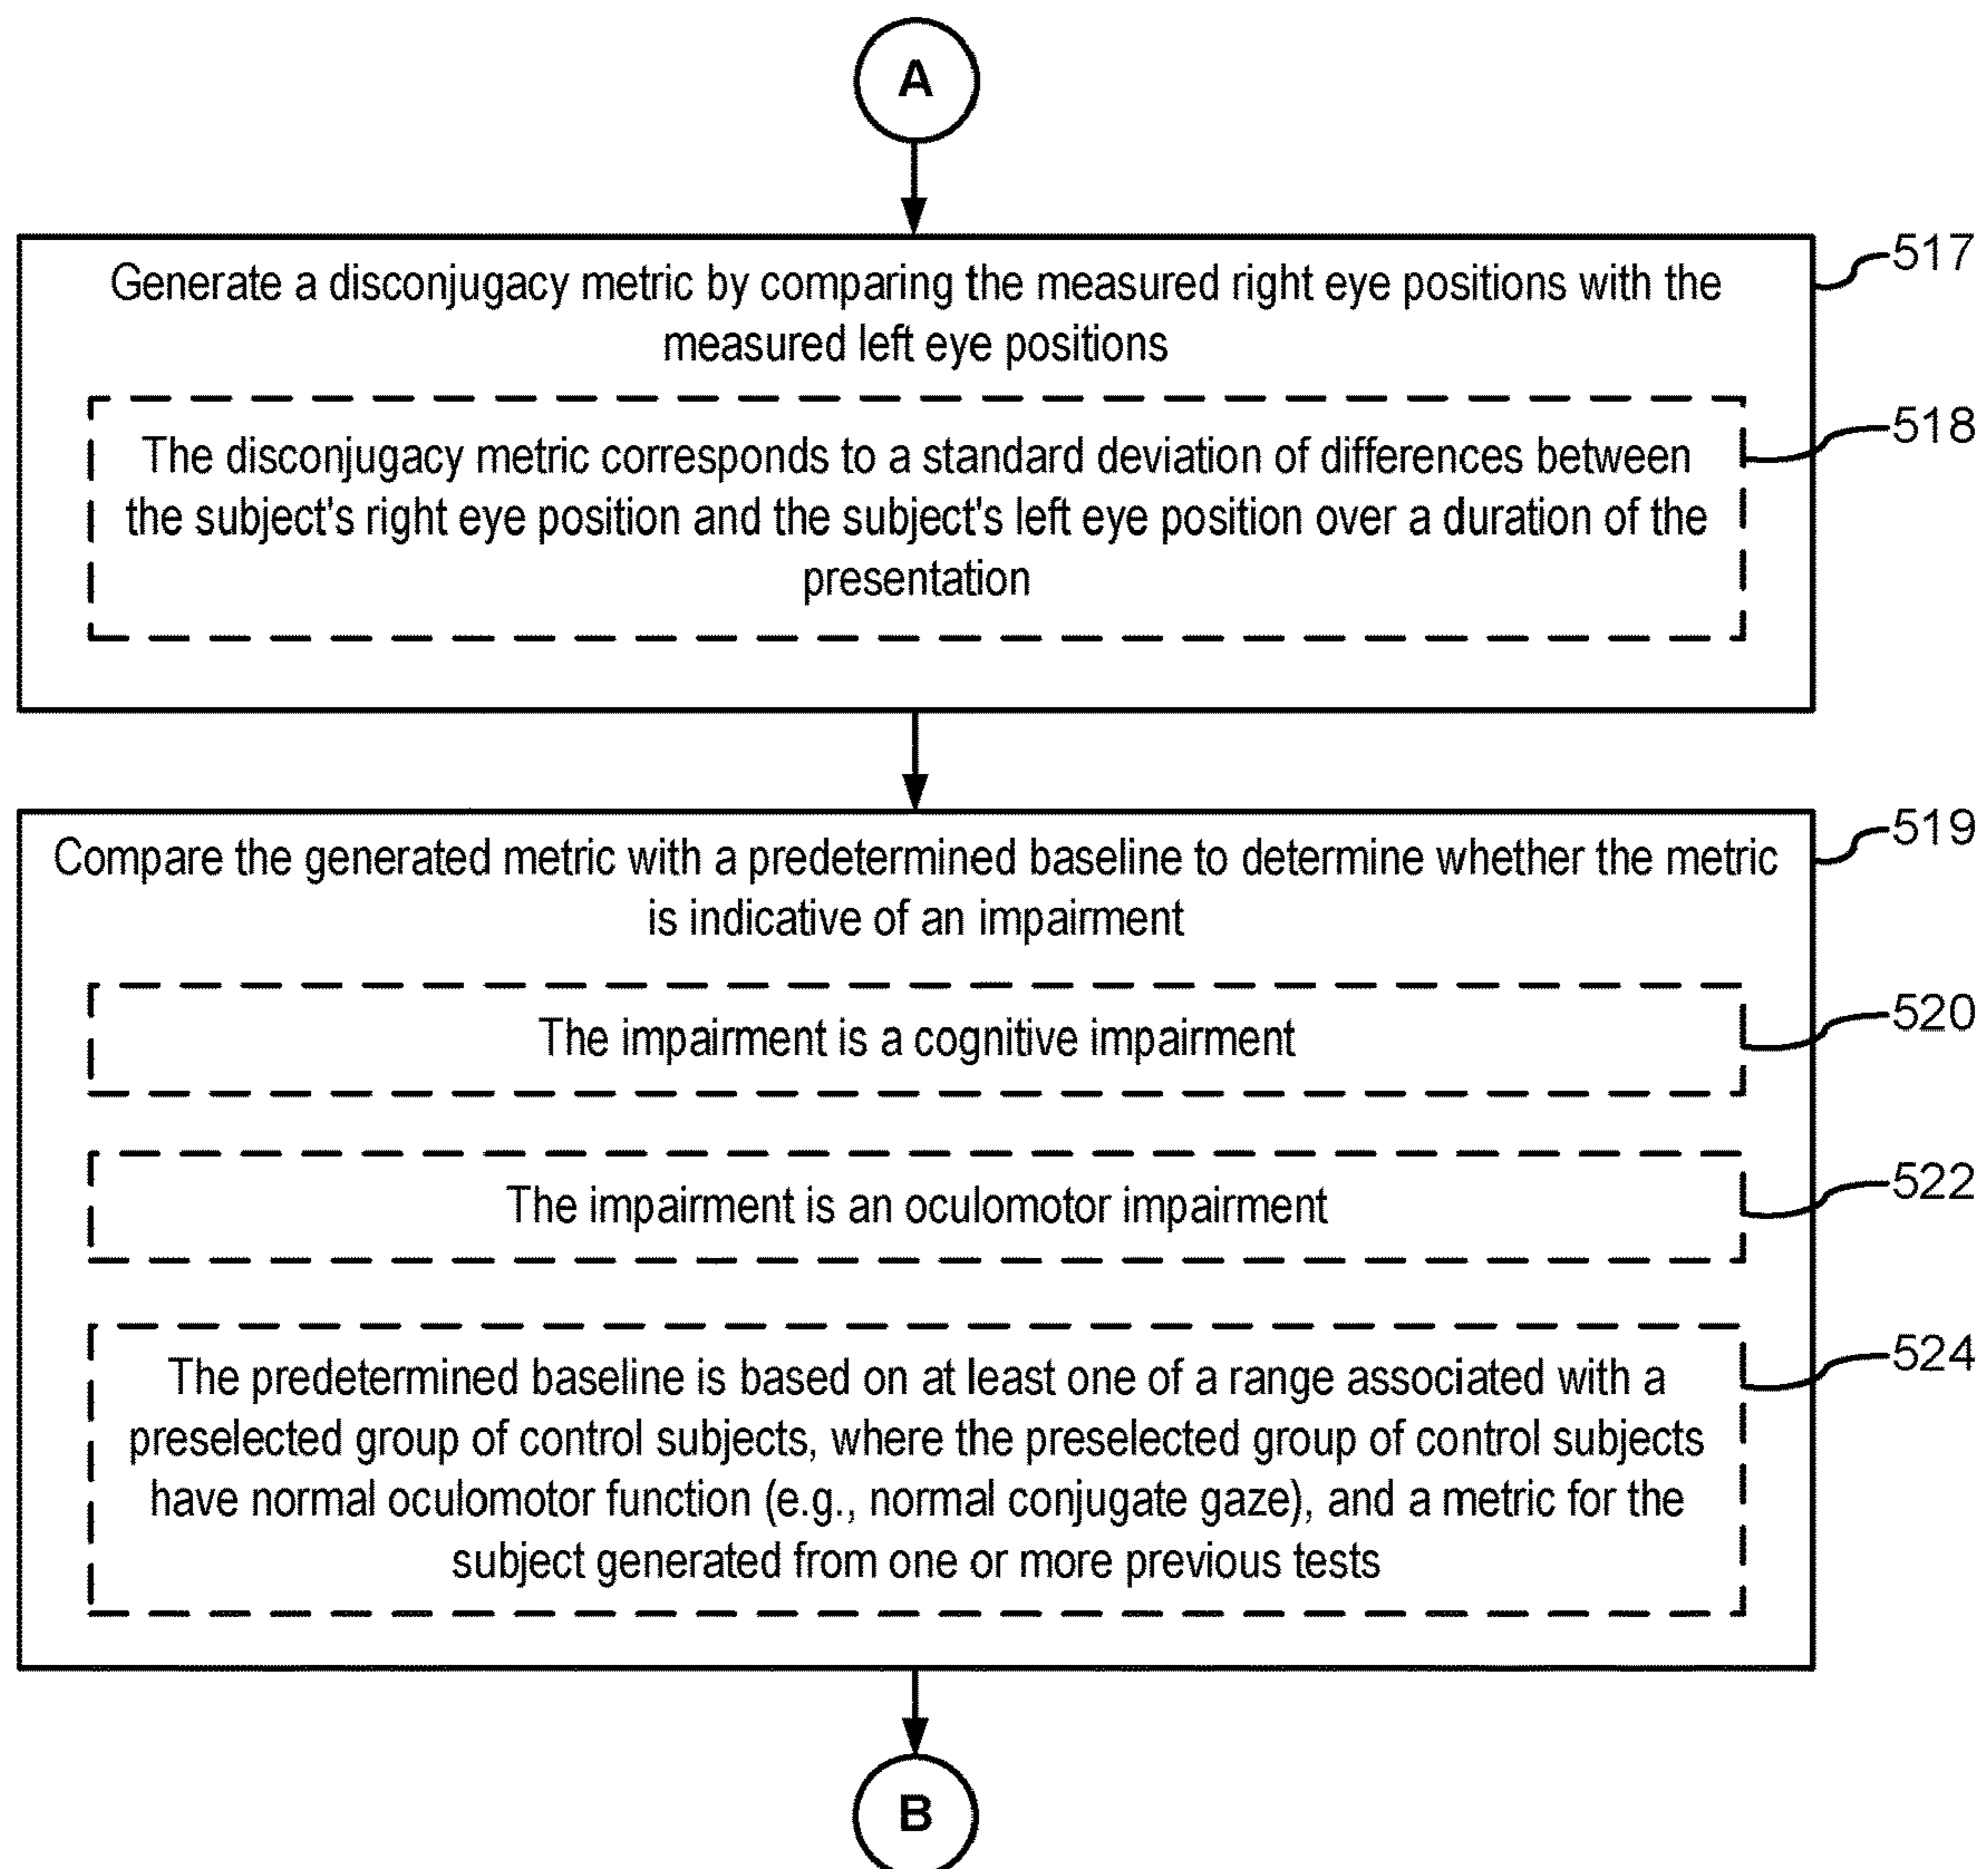 A
517
Generate a disconjugacy metric by comparing the measured right eye positions with the
measured left eye positions
518
The disconjugacy metric corresponds to a standard deviation of differences between
the subject's right eye position and the subject's left eye position over a duration of the
presentation
519
Compare the generated metric with a predetermined baseline to determine whether the metric
is indicative of an impairment
520
The impairment is a cognitive impairment
522
The impairment is an oculomotor impairment
524
The predetermined baseline is based on at least one of a range associated with a
preselected group of control subjects, where the preselected group of control subjects
have normal oculomotor function (e.g., normal conjugate gaze), and a metric for the
subject generated from one or more previous tests
B